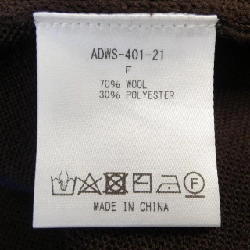 ADWS-401-21
F
70% WOOL
30% POLYESTER
F
MADE IN CHINA